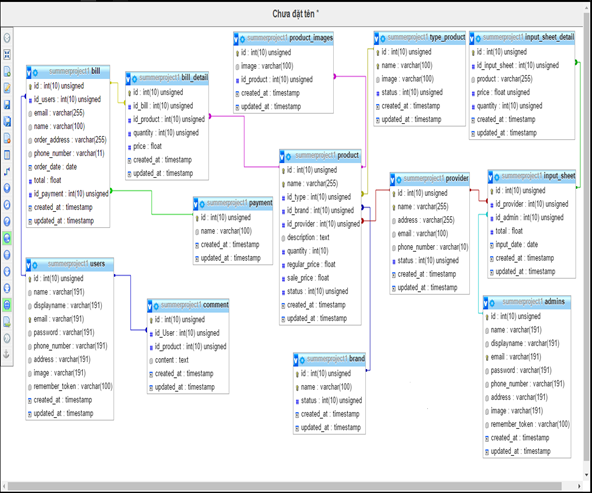 Chưa đặt tên *
summerproject1 bill
id : int(10) unsigned
id_users : int(10) unsigned
email : varchar(255)
name : varchar(100)
order_address : varchar(255)
phone_number : varchar(11)
order_date : date
total : float
id_payment : int(10) unsigned
created_at : timestamp
updated_at : timestamp
summerproject1 bill_detail
id : int(10) unsigned
id_bill : int(10) unsigned
id_product : int(10) unsigned
quantity : int(10) unsigned
price : float
created_at : timestamp
updated_at : timestamp
summerproject1 product_images
id : int(10) unsigned
image : varchar(100)
id_product : int(10) unsigned
created_at : timestamp
updated_at : timestamp
summerproject1 type_product
id : int(10) unsigned
name : varchar(100)
image : varchar(100)
status : int(10) unsigned
created_at : timestamp
updated_at : timestamp
summerproject1 input_sheet_detail
id : int(10) unsigned
id_input_sheet : int(10) unsigned
product : varchar(255)
price : float unsigned
quantity : int(10) unsigned
created_at : timestamp
updated_at : timestamp
summerproject1 product
id : int(10) unsigned
name : varchar(255)
id_type : int(10) unsigned
id_brand : int(10) unsigned
id_provider : int(10) unsigned
description : text
quantity : int(10)
regular_price : float
sale_price : float
status : int(10) unsigned
created_at : timestamp
updated_at : timestamp
summerproject1 provider
id : int(10) unsigned
name : varchar(255)
address : varchar(255)
email : varchar(100)
phone_number : varchar(10)
status : int(10) unsigned
created_at : timestamp
updated_at : timestamp
summerproject1 input_sheet
id : int(10) unsigned
id_provider : int(10) unsigned
id_admin : int(10) unsigned
total : float
input_date : date
created_at : timestamp
updated_at : timestamp
summerproject1 payment
id : int(10) unsigned
name : varchar(100)
created_at : timestamp
updated_at : timestamp
summerproject1 users
id : int(10) unsigned
name : varchar(191)
displayname : varchar(191)
email : varchar(191)
password : varchar(191)
phone_number : varchar(191)
address : varchar(191)
image : varchar(191)
remember_token : varchar(100)
created_at : timestamp
updated_at : timestamp
summerproject1 comment
id : int(10) unsigned
id_User : int(10) unsigned
id_product : int(10) unsigned
content : text
created_at : timestamp
updated_at : timestamp
summerproject1 brand
id : int(10) unsigned
name : varchar(100)
status : int(10) unsigned
created_at : timestamp
updated_at : timestamp
summerproject1 admins
id : int(10) unsigned
name : varchar(191)
displayname : varchar(191)
email : varchar(191)
password : varchar(191)
phone_number : varchar(191)
address : varchar(191)
image : varchar(191)
remember_token : varchar(100)
created_at : timestamp
updated_at : timestamp